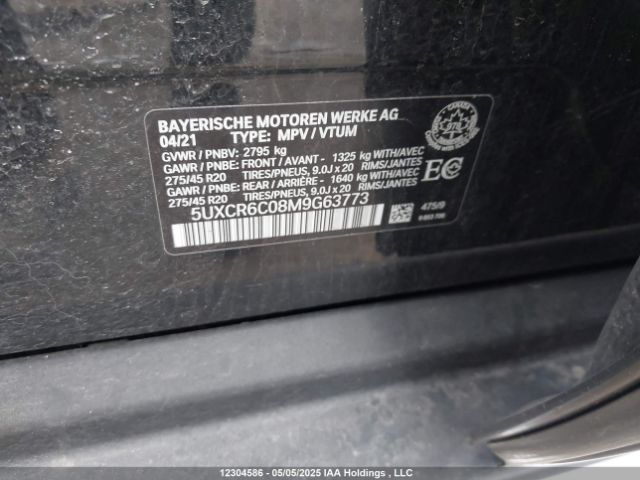 BAYERISCHE MOTOREN WERKE AG
04/21 TYPE: MPV / VTUM
GVWR / PNBV: 2795 kg
GAWR / PNBE: FRONT / AVANT - 1325 kg WITH/AVEC
275/45 R20 TIRES/PNEUS, 9.0J x 20 RIMS/JANTES
GAWR / PNBE: REAR / ARRIÈRE - 1640 kg WITH/AVEC
275/45 R20 TIRES/PNEUS, 9.0J x 20 RIMS/JANTES
5UXCR6C08M9G63773
CANADA
EC
475/9
12304586 - 05/05/2025 IAA Holdings , LLC